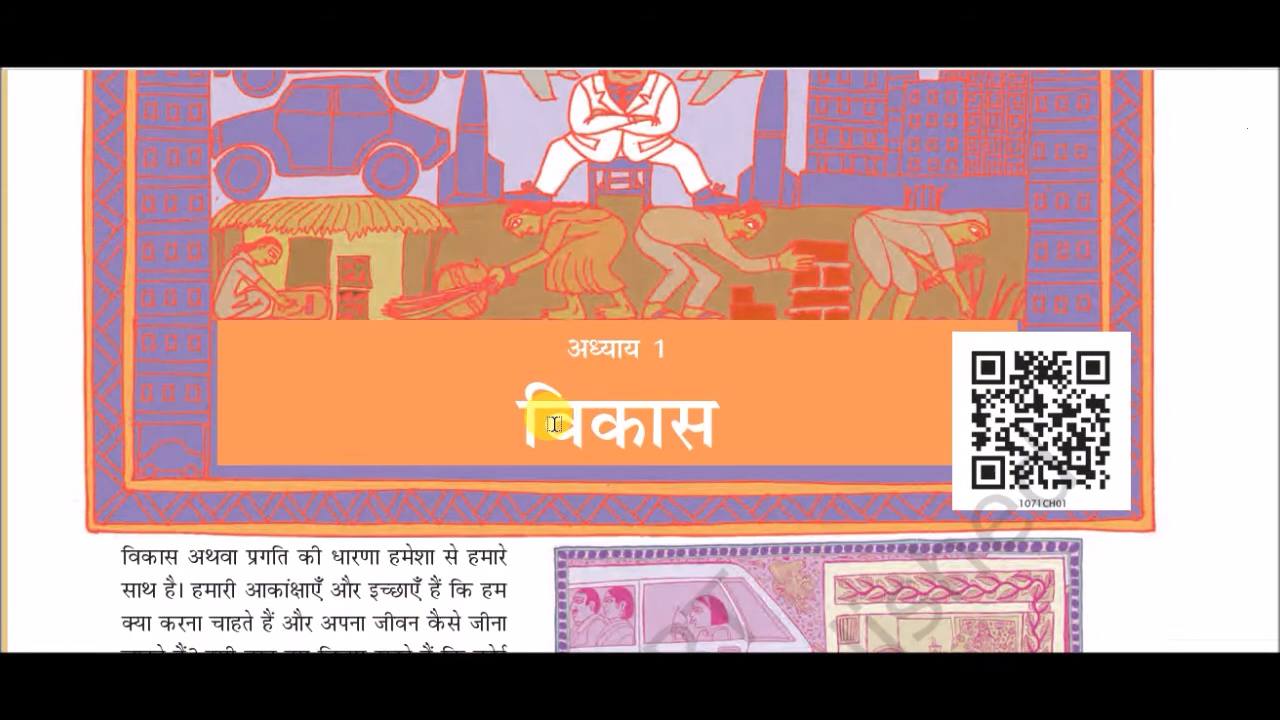 अध्याय 1
विकास
1071CH01
विकास अथवा प्रगति की धारणा हमेशा से हमारे
साथ है। हमारी आकांक्षाएँ और इच्छाएँ हैं कि हम
क्या करना चाहते हैं और अपना जीवन कैसे जीना